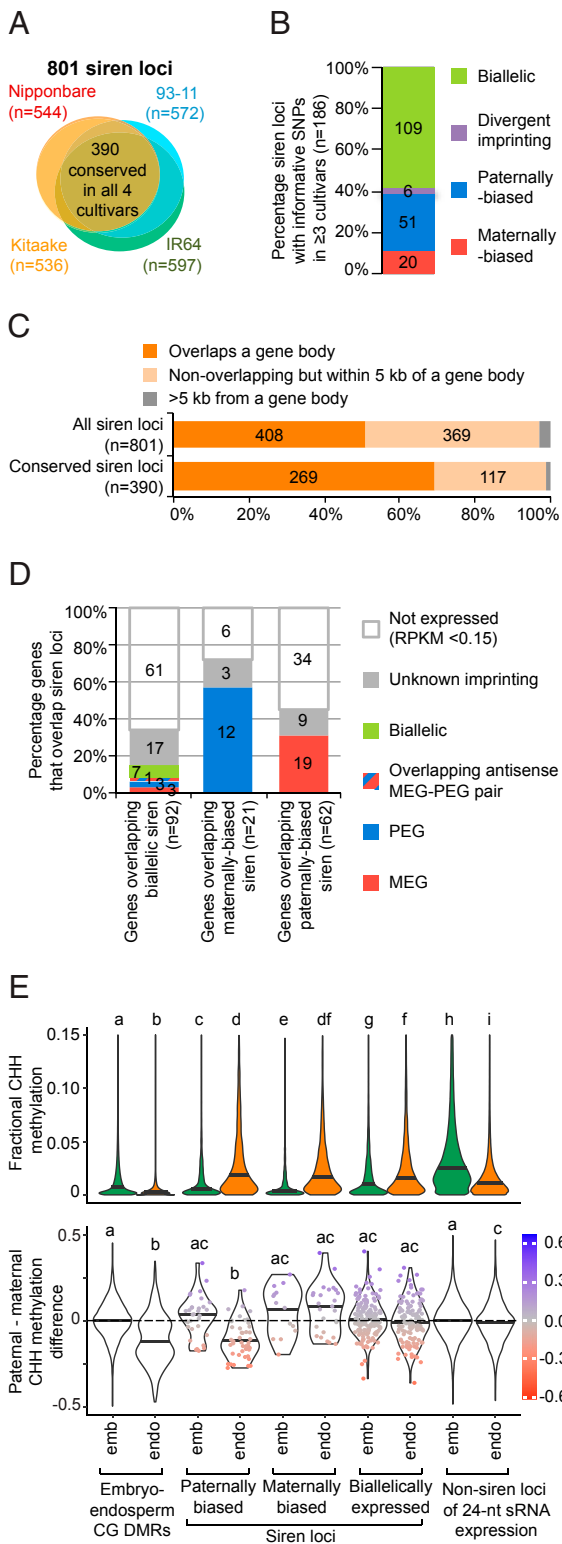 A
801 siren loci
Nipponbare
(n=544)
93-11
(n=572)
390
conserved
in all 4
cultivars
Kitaake
(n=536)
IR64
(n=597)
B
Percentage siren loci
with informative SNPs
in ≥3 cultivars (n=186)
100%
80%
60%
40%
20%
0%
109
6
51
20
Biallelic
Divergent
imprinting
Paternally
-biased
Maternally
-biased
C
Overlaps a gene body
Non-overlapping but within 5 kb of a gene body
>5 kb from a gene body
All siren loci
(n=801)
408
369
Conserved siren loci
(n=390)
269
117
0%
20%
40%
60%
80%
100%
D
Percentage genes
that overlap siren loci
100%
80%
60%
40%
20%
0%
61
17
7
1
3
3
6
3
12
34
9
19
Genes overlapping
biallelic siren
(n=92)
Genes overlapping
maternally-biased
siren (n=21)
Genes overlapping
paternally-biased
siren (n=62)
Not expressed
(RPKM <0.15)
Unknown imprinting
Biallelic
Overlapping antisense
MEG-PEG pair
PEG
MEG
E
Fractional CHH
methylation
0.15
0.10
0.05
0
a b c d e df g f h i
Paternal - maternal
CHH methylation
difference
0.5
0
-0.5
a b ac b ac ac ac ac a c
0.6
0.3
0.0
-0.3
-0.6
emb endo emb endo emb endo emb endo emb endo
Embryo-
endosperm
CG DMRs
Paternally
biased
Maternally
biased
Biallelically
expressed
Siren loci
Non-siren loci
of 24-nt sRNA
expression